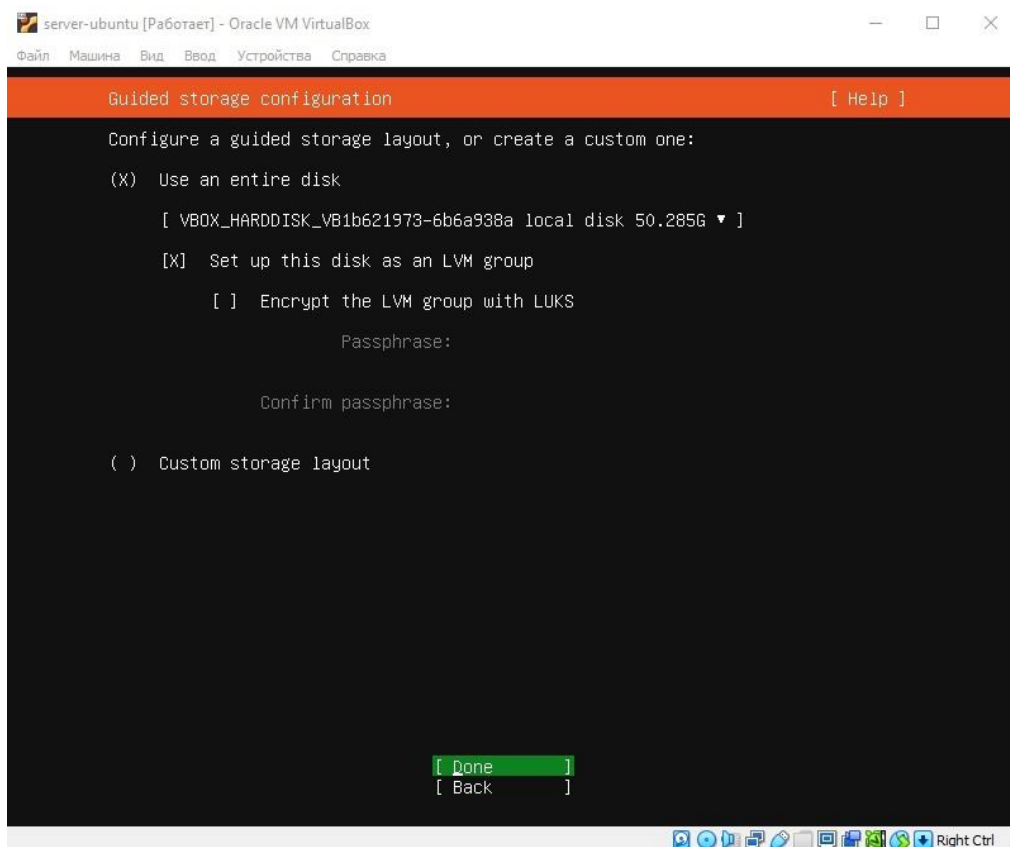 server-ubuntu [Работает] - Oracle VM VirtualBox
Файл Машина Вид Ввод Устройства Справка
Guided storage configuration [ Help ]
Configure a guided storage layout, or create a custom one:
(X) Use an entire disk
[ VBOX_HARDDISK_VB1b621973-6b6a938a local disk 50.285G ▾ ]
[X] Set up this disk as an LVM group
[ ] Encrypt the LVM group with LUKS
Passphrase:
Confirm passphrase:
( ) Custom storage layout
[ Done ]
[ Back ]
Right Ctrl